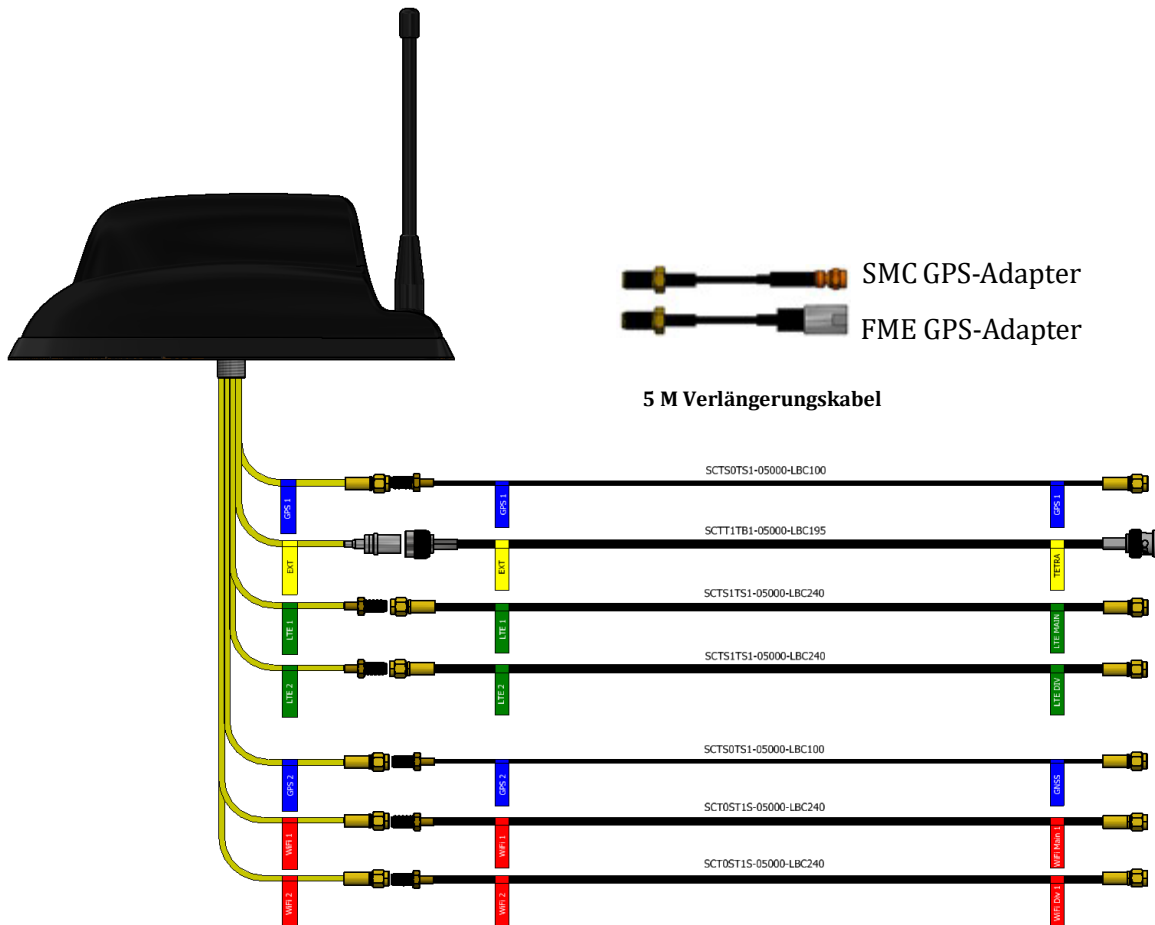 SMC GPS-Adapter
FME GPS-Adapter
5 M Verlängerungskabel
SCTS0TS1-05000-LBC100
GPS 1 GPS 1 GPS 1
SCTT1TB1-05000-LBC195
EXT EXT TETRA
SCTS1TS1-05000-LBC240
LTE 1 LTE 1 LTE MAIN
SCTS1TS1-05000-LBC240
LTE 2 LTE 2 LTE DIV
SCTS0TS1-05000-LBC100
GPS 2 GPS 2 GNSS
SCT0ST1S-05000-LBC240
WiFi 1 WiFi 1 WiFi Main 1
SCT0ST1S-05000-LBC240
WiFi 2 WiFi 2 WiFi Div 1